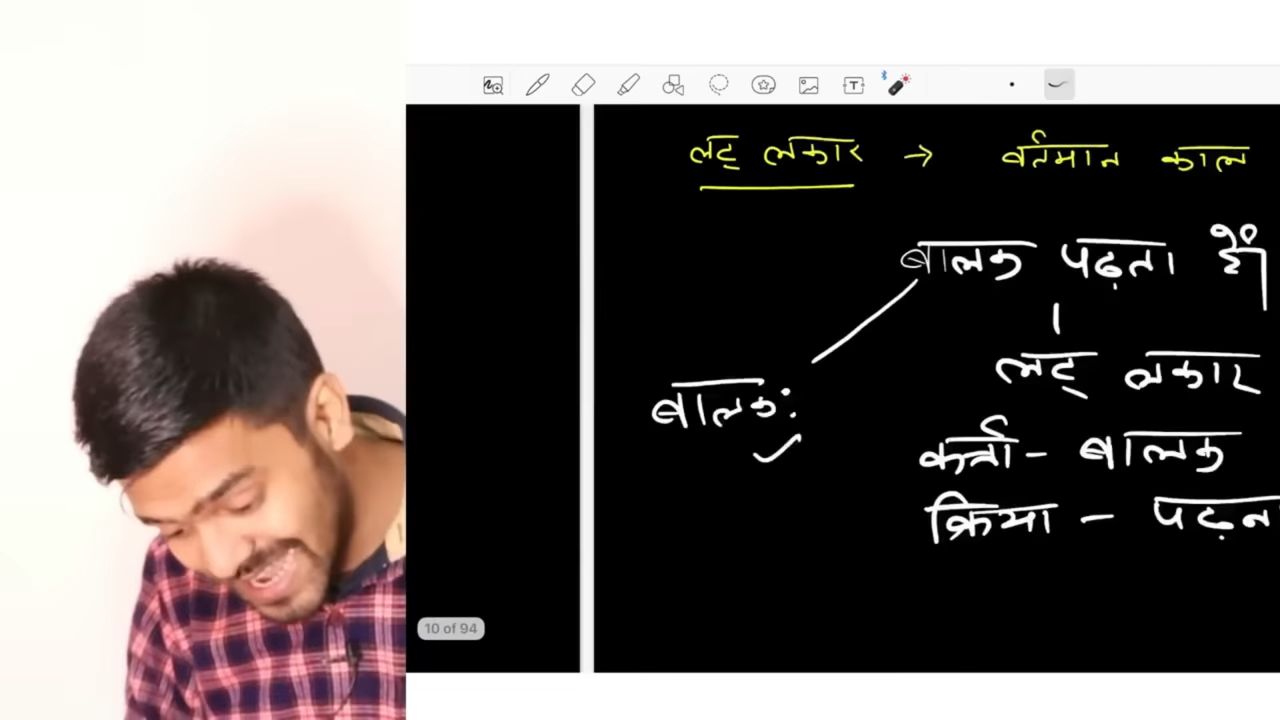 T
लट् लकार → वर्तमान काल
बालक पढ़ता है।
लट् लकार
बालकः
कर्ता - बालक
क्रिया - पढ़न
10 of 94